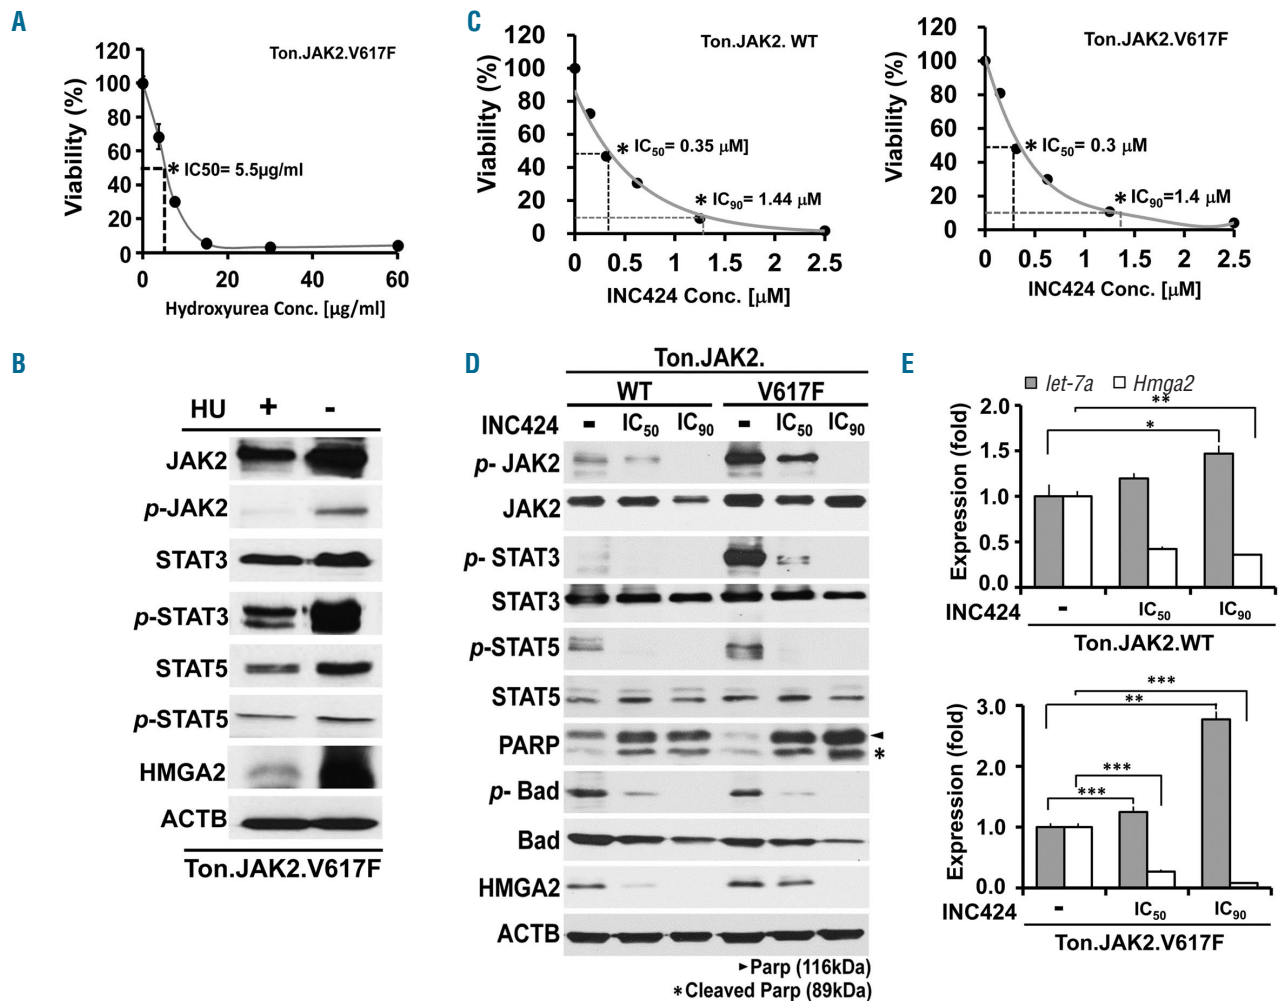 A
Ton.JAK2.V617F
Viability (%)
120
100
80
60
40
20
0
* IC50= 5.5µg/ml
0 20 40 60
Hydroxyurea Conc. [µg/ml]
C
Ton.JAK2. WT
Viability (%)
120
100
80
60
40
20
0
* IC50= 0.35 µM]
* IC90= 1.44 µM
0 0.5 1 1.5 2 2.5
INC424 Conc. [µM]
Ton.JAK2.V617F
Viability (%)
120
100
80
60
40
20
0
* IC50= 0.3 µM
* IC90=1.4 µM
0 0.5 1 1.5 2 2.5
INC424 Conc. [µM]
B
HU + -
JAK2
p-JAK2
STAT3
p-STAT3
STAT5
p-STAT5
HMGA2
ACTB
Ton.JAK2.V617F
D
Ton.JAK2.
WT V617F
INC424 - IC50 IC90 - IC50 IC90
p- JAK2
JAK2
p- STAT3
STAT3
p-STAT5
STAT5
PARP ◄
*
p- Bad
Bad
HMGA2
ACTB
►Parp (116kDa)
*Cleaved Parp (89kDa)
E
let-7a Hmga2
Expression (fold)
2.0
1.5
1.0
0.5
0.0
**
*
INC424 - IC50 IC90
Ton.JAK2.WT
Expression (fold)
3.0
2.0
1.0
0.0
***
**
***
***
INC424 - IC50 IC90
Ton.JAK2.V617F